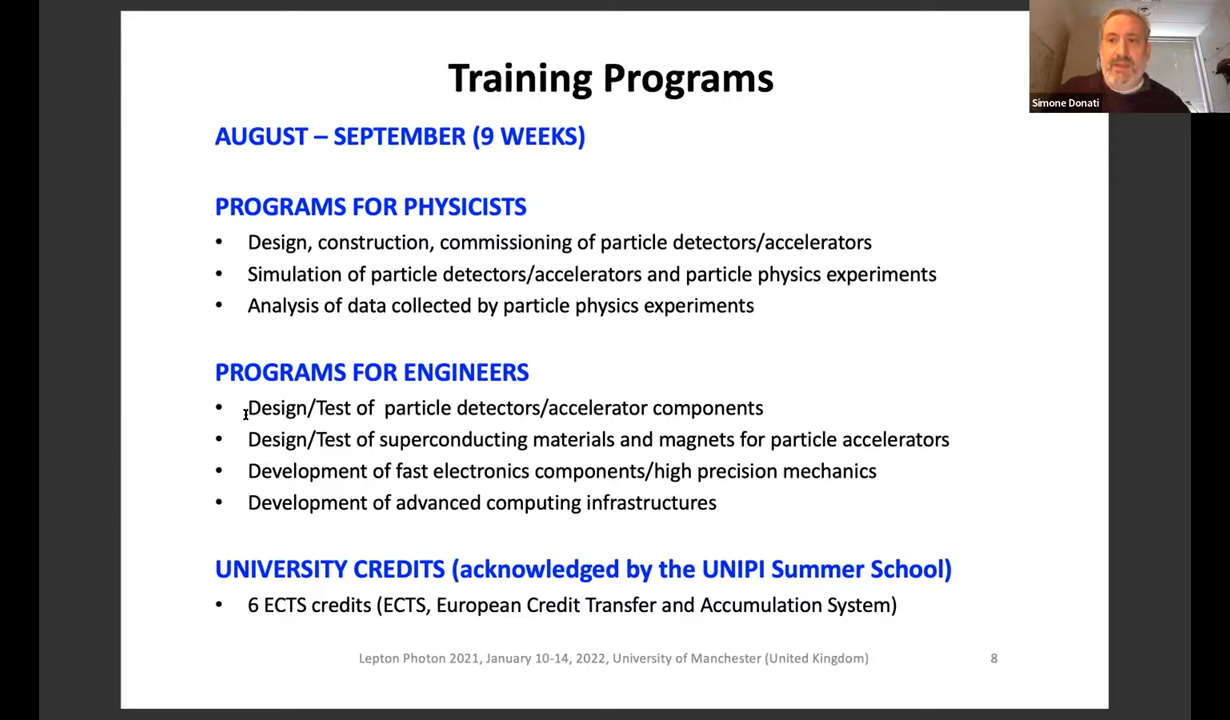 Training Programs
Simone Donati
AUGUST – SEPTEMBER (9 WEEKS)
PROGRAMS FOR PHYSICISTS
• Design, construction, commissioning of particle detectors/accelerators
• Simulation of particle detectors/accelerators and particle physics experiments
• Analysis of data collected by particle physics experiments
PROGRAMS FOR ENGINEERS
• Design/Test of  particle detectors/accelerator components
• Design/Test of superconducting materials and magnets for particle accelerators
• Development of fast electronics components/high precision mechanics
• Development of advanced computing infrastructures
UNIVERSITY CREDITS (acknowledged by the UNIPI Summer School)
• 6 ECTS credits (ECTS, European Credit Transfer and Accumulation System)
Lepton Photon 2021, January 10-14, 2022, University of Manchester (United Kingdom)
8